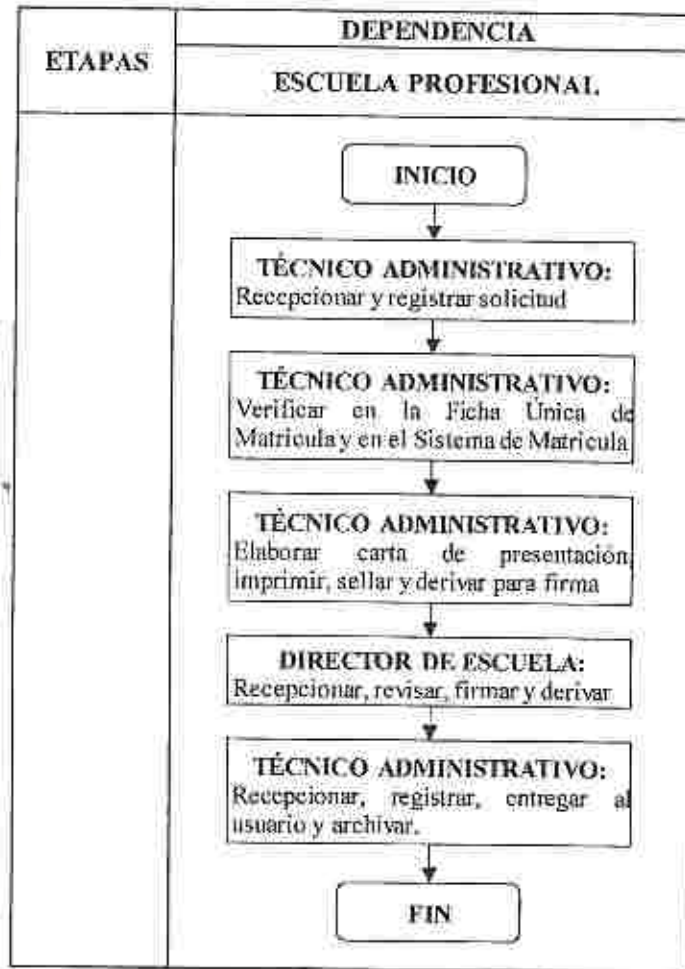 ETAPAS
DEPENDENCIA
ESCUELA PROFESIONAL
INICIO
TÉCNICO ADMINISTRATIVO:
Recepcionar y registrar solicitud
TÉCNICO ADMINISTRATIVO:
Verificar en la Ficha Única de
Matricula y en el Sistema de Matricula
TÉCNICO ADMINISTRATIVO:
Elaborar carta de presentación,
imprimir, sellar y derivar para firma
DIRECTOR DE ESCUELA:
Recepcionar, revisar, firmar y derivar
TÉCNICO ADMINISTRATIVO:
Recepcionar, registrar, entregar al
usuario y archivar.
FIN